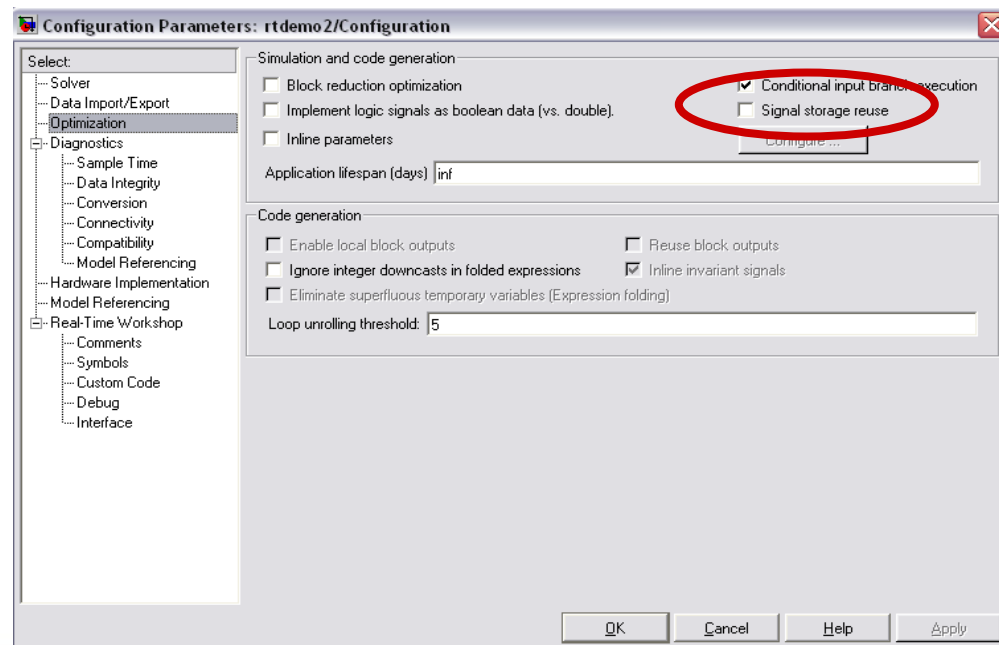 Configuration Parameters: rtdemo2/Configuration
Select:
Solver
Data Import/Export
Optimization
Diagnostics
Sample Time
Data Integrity
Conversion
Connectivity
Compatibility
Model Referencing
Hardware Implementation
Model Referencing
Real-Time Workshop
Comments
Symbols
Custom Code
Debug
Interface
Simulation and code generation
Block reduction optimization
Conditional input branch execution
Implement logic signals as boolean data (vs. double).
Signal storage reuse
Inline parameters
Configure ...
Application lifespan (days) inf
Code generation
Enable local block outputs
Reuse block outputs
Ignore integer downcasts in folded expressions
Inline invariant signals
Eliminate superfluous temporary variables (Expression folding)
Loop unrolling threshold: 5
OK
Cancel
Help
Apply